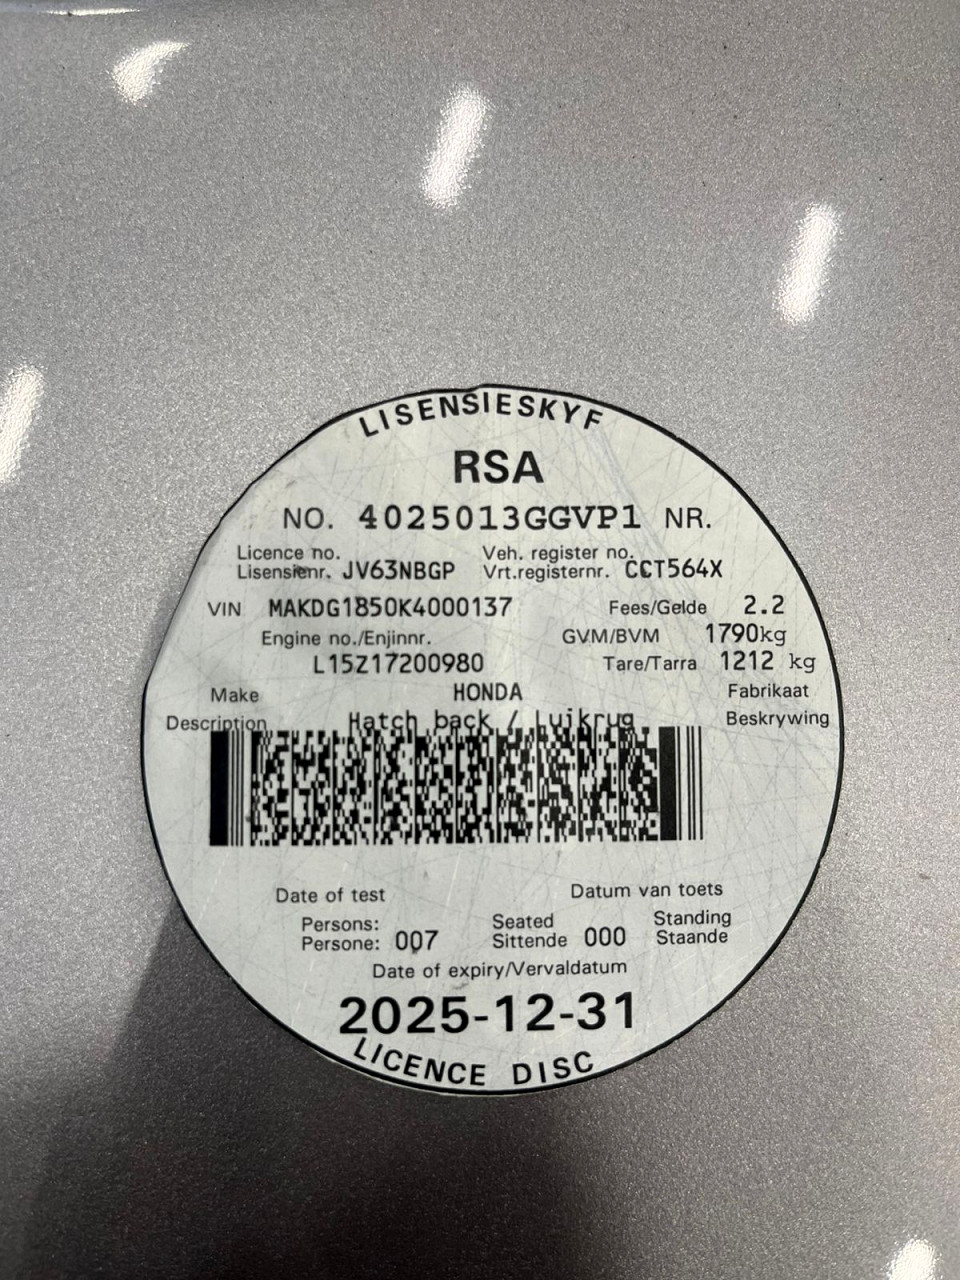 LISENSIESKYF
RSA
NO. 4025013GGVP1 NR.
Licence no. Veh. register no.
Lisensienr. JV63NBGP Vrt.registernr. CCT564X
VIN MAKDG1850K4000137 Fees/Gelde 2.2
Engine no./Enjinnr. GVM/BVM 1790kg
L15Z17200980 Tare/Tarra 1212 kg
Make HONDA Fabrikaat
Description Hatch back / Luikrug Beskrywing
Date of test Datum van toets
Persons: Seated Standing
Persone: 007 Sittende 000 Staande
Date of expiry/Vervaldatum
2025-12-31
LICENCE DISC